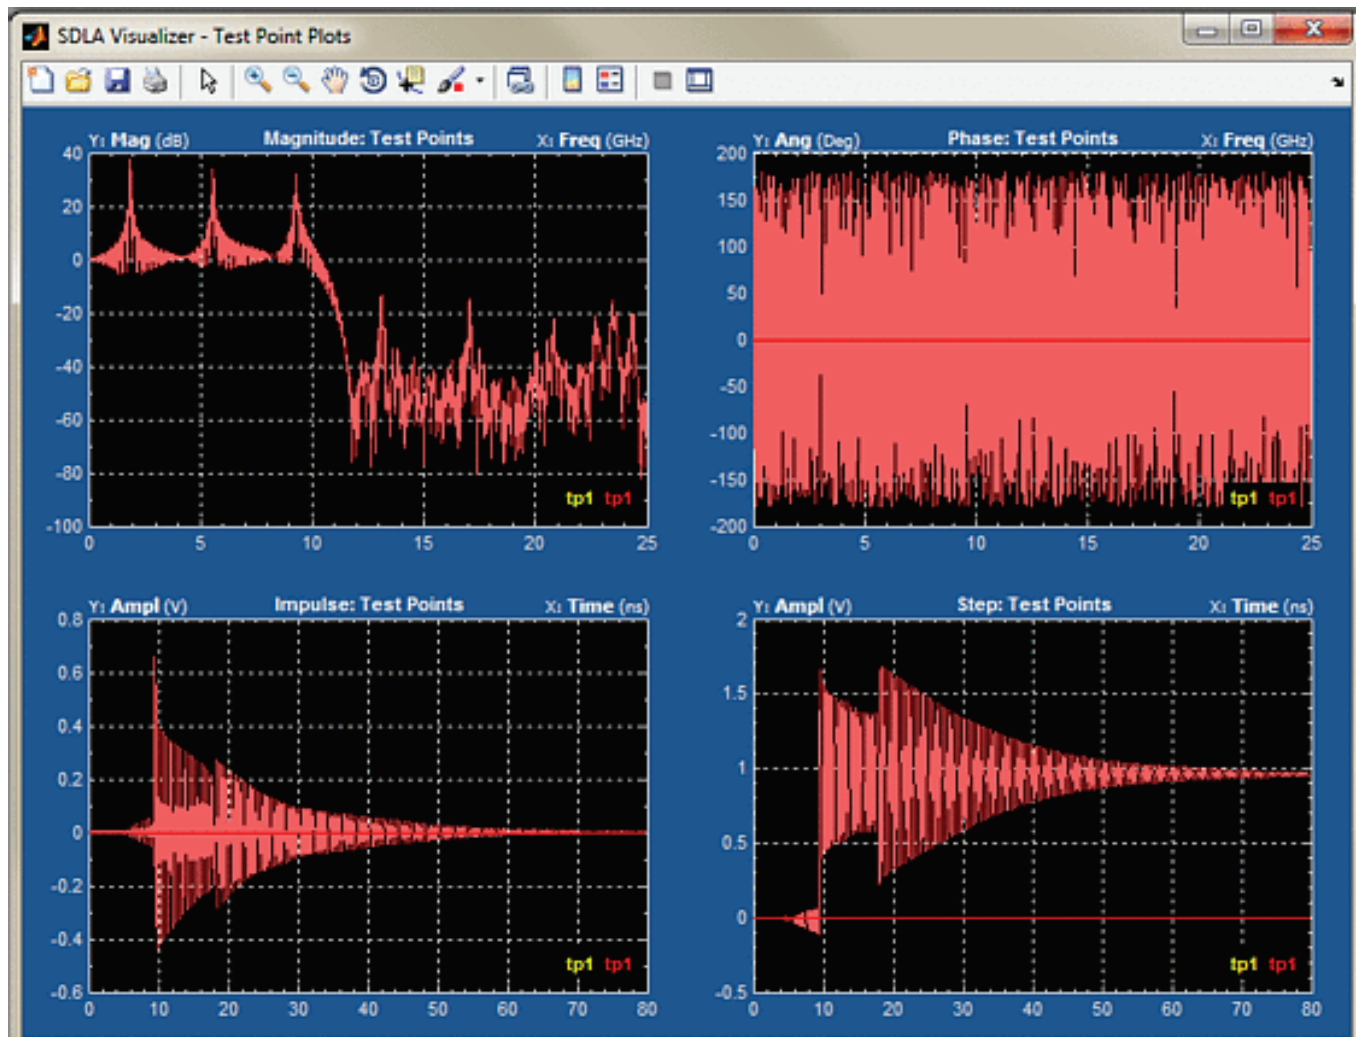 SDLA Visualizer - Test Point Plots
Y: Mag (dB) Magnitude: Test Points X: Freq (GHz)
40
20
0
-20
-40
-60
-80
-100
tp1 tp1
0 5 10 15 20 25
Y: Ang (Deg) Phase: Test Points X: Freq (GHz)
200
150
100
50
0
-50
-100
-150
-200
tp1 tp1
0 5 10 15 20 25
Y: Ampl (V) Impulse: Test Points X: Time (ns)
0.8
0.6
0.4
0.2
0
-0.2
-0.4
-0.6
tp1 tp1
0 10 20 30 40 50 60 70 80
Y: Ampl (V) Step: Test Points X: Time (ns)
2
1.5
1
0.5
0
-0.5
tp1 tp1
0 10 20 30 40 50 60 70 80